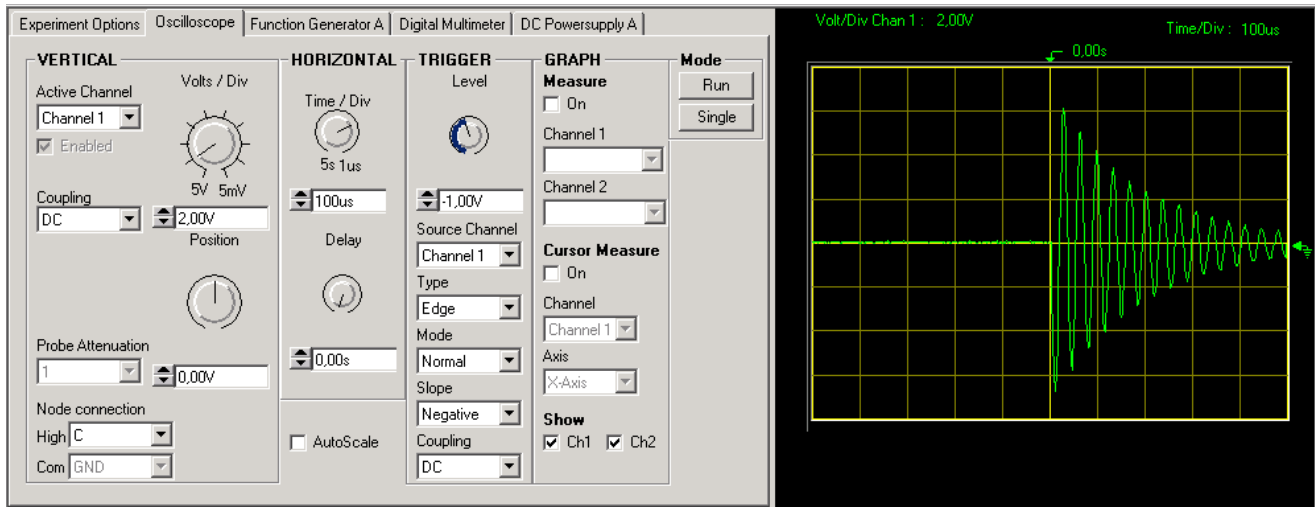 Experiment Options
Oscilloscope
Function Generator A
Digital Multimeter
DC Powersupply A
VERTICAL
Active Channel
Channel 1
Enabled
Volts / Div
5V 5mV
Coupling
DC
2,00V
Position
Probe Attenuation
1
0,00V
Node connection
High C
Com GND
HORIZONTAL
Time / Div
5s 1us
100us
Delay
0,00s
AutoScale
TRIGGER
Level
-1,00V
Source Channel
Channel 1
Type
Edge
Mode
Normal
Slope
Negative
Coupling
DC
GRAPH
Measure
On
Channel 1
Channel 2
Cursor Measure
On
Channel
Channel 1
Axis
X-Axis
Show
Ch1 Ch2
Mode
Run
Single
Volt/Div Chan 1 : 2,00V
Time/Div : 100us
0,00s